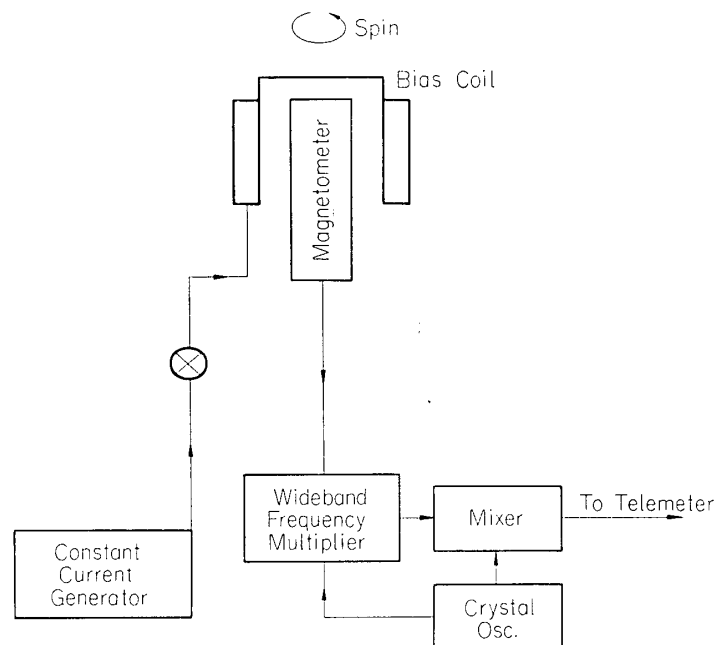 Spin
Bias Coil
Magnetometer
Wideband
Frequency
Multiplier
Mixer
To Telemeter
Constant
Current
Generator
Crystal
Osc.